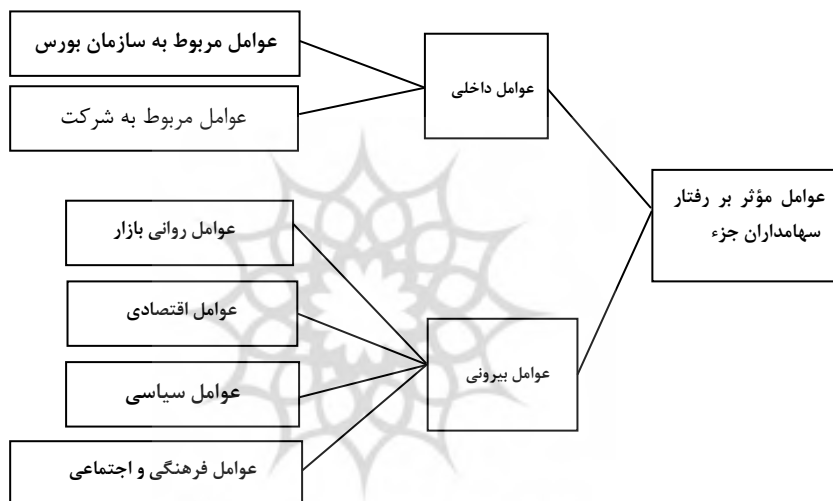 عوامل مؤثر بر رفتار
سهامداران جزء
عوامل داخلی
عوامل مربوط به سازمان بورس
عوامل مربوط به شرکت
عوامل بیرونی
عوامل روانی بازار
عوامل اقتصادی
عوامل سیاسی
عوامل فرهنگی و اجتماعی